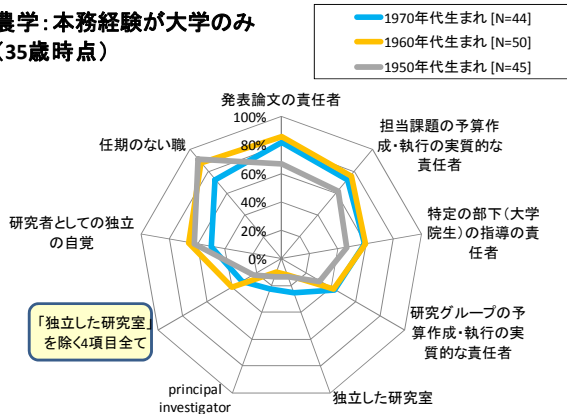 農学:本務経験が大学のみ
(35歳時点)
1970年代生まれ [N=44]
1960年代生まれ [N=50]
1950年代生まれ [N=45]
発表論文の責任者
担当課題の予算作
成・執行の実質的な
責任者
特定の部下(大学
院生)の指導の責
任者
研究グループの予
算作成・執行の実
質的な責任者
独立した研究室
principal
investigator
「独立した研究室」
を除く4項目全て
研究者としての独立
の自覚
任期のない職
100%
80%
60%
40%
20%
0%